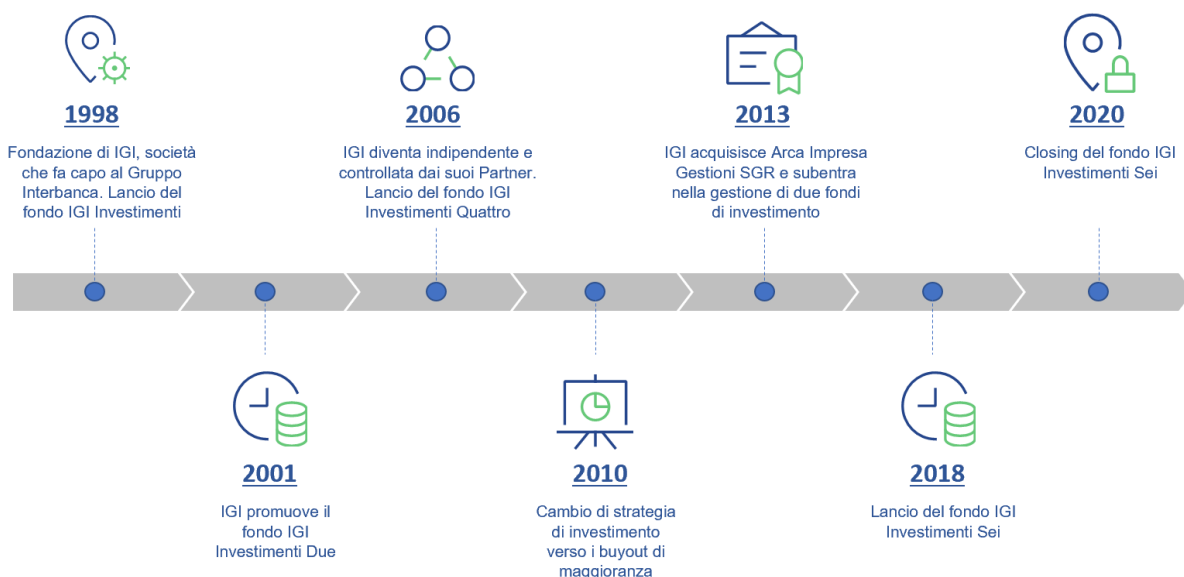 1998
Fondazione di IGI, società
che fa capo al Gruppo
Interbanca. Lancio del
fondo IGI Investimenti
2006
IGI diventa indipendente e
controllata dai suoi Partner.
Lancio del fondo IGI
Investimenti Quattro
2013
IGI acquisisce Arca Impresa
Gestioni SGR e subentra
nella gestione di due fondi
di investimento
2020
Closing del fondo IGI
Investimenti Sei
2001
IGI promuove il
fondo IGI
Investimenti Due
2010
Cambio di strategia
di investimento
verso i buyout di
maggioranza
2018
Lancio del fondo IGI
Investimenti Sei